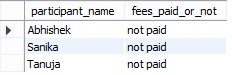 participant_name fees_paid_or_not
Abhishek not paid
Sanika not paid
Tanuja not paid